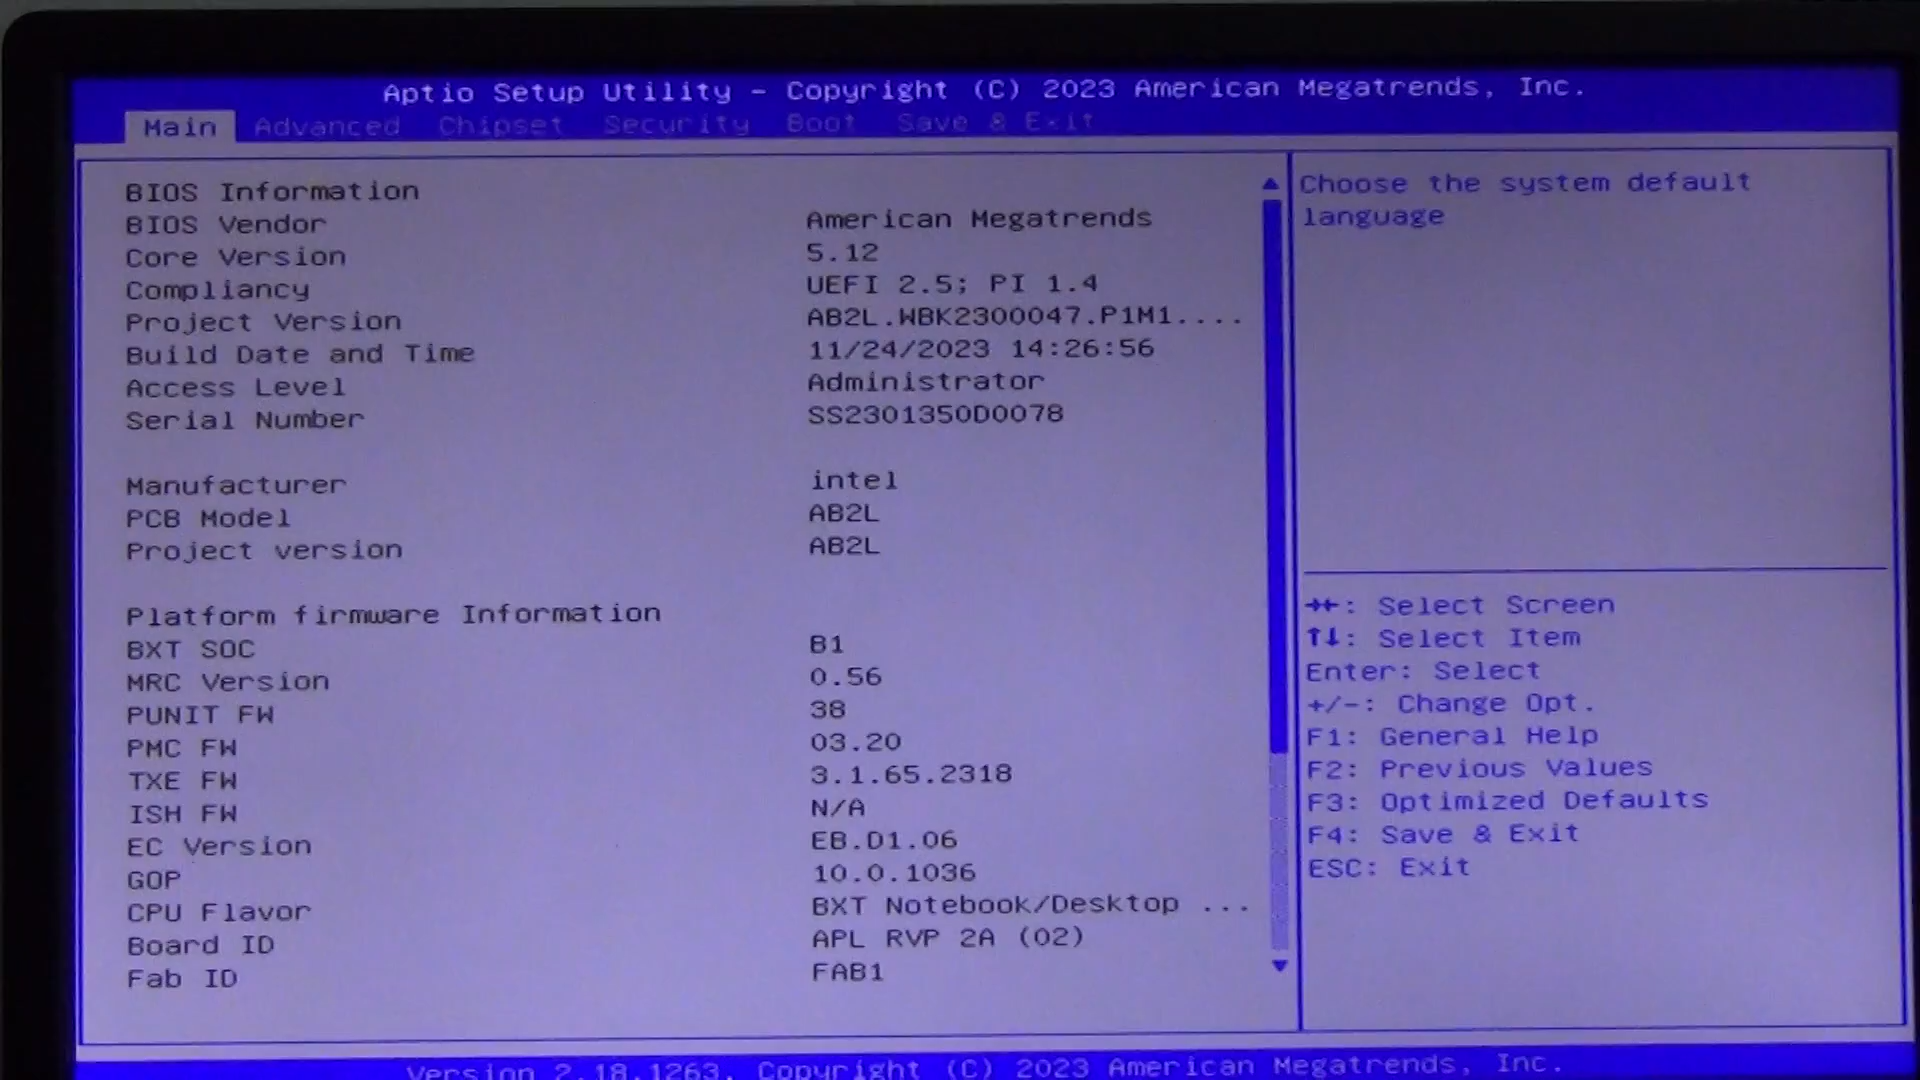 Aptio Setup Utility - Copyright (C) 2023 American Megatrends, Inc.
Main Advanced Chipset Security Boot Save & Exit
BIOS Information
BIOS Vendor American Megatrends
Core Version 5.12
Compliancy UEFI 2.5; PI 1.4
Project Version AB2L.WBK2300047.P1M1....
Build Date and Time 11/24/2023 14:26:56
Access Level Administrator
Serial Number SS2301350D0078
Manufacturer intel
PCB Model AB2L
Project version AB2L
Platform firmware Information
BXT SOC B1
MRC Version 0.56
PUNIT FW 38
PMC FW 03.20
TXE FW 3.1.65.2318
ISH FW N/A
EC Version EB.D1.06
GOP 10.0.1036
CPU Flavor BXT Notebook/Desktop ...
Board ID APL RVP 2A (02)
Fab ID FAB1
Choose the system default
language
→←: Select Screen
↑↓: Select Item
Enter: Select
+/-: Change Opt.
F1: General Help
F2: Previous Values
F3: Optimized Defaults
F4: Save & Exit
ESC: Exit
Version 2.18.1263. Copyright (C) 2023 American Megatrends, Inc.